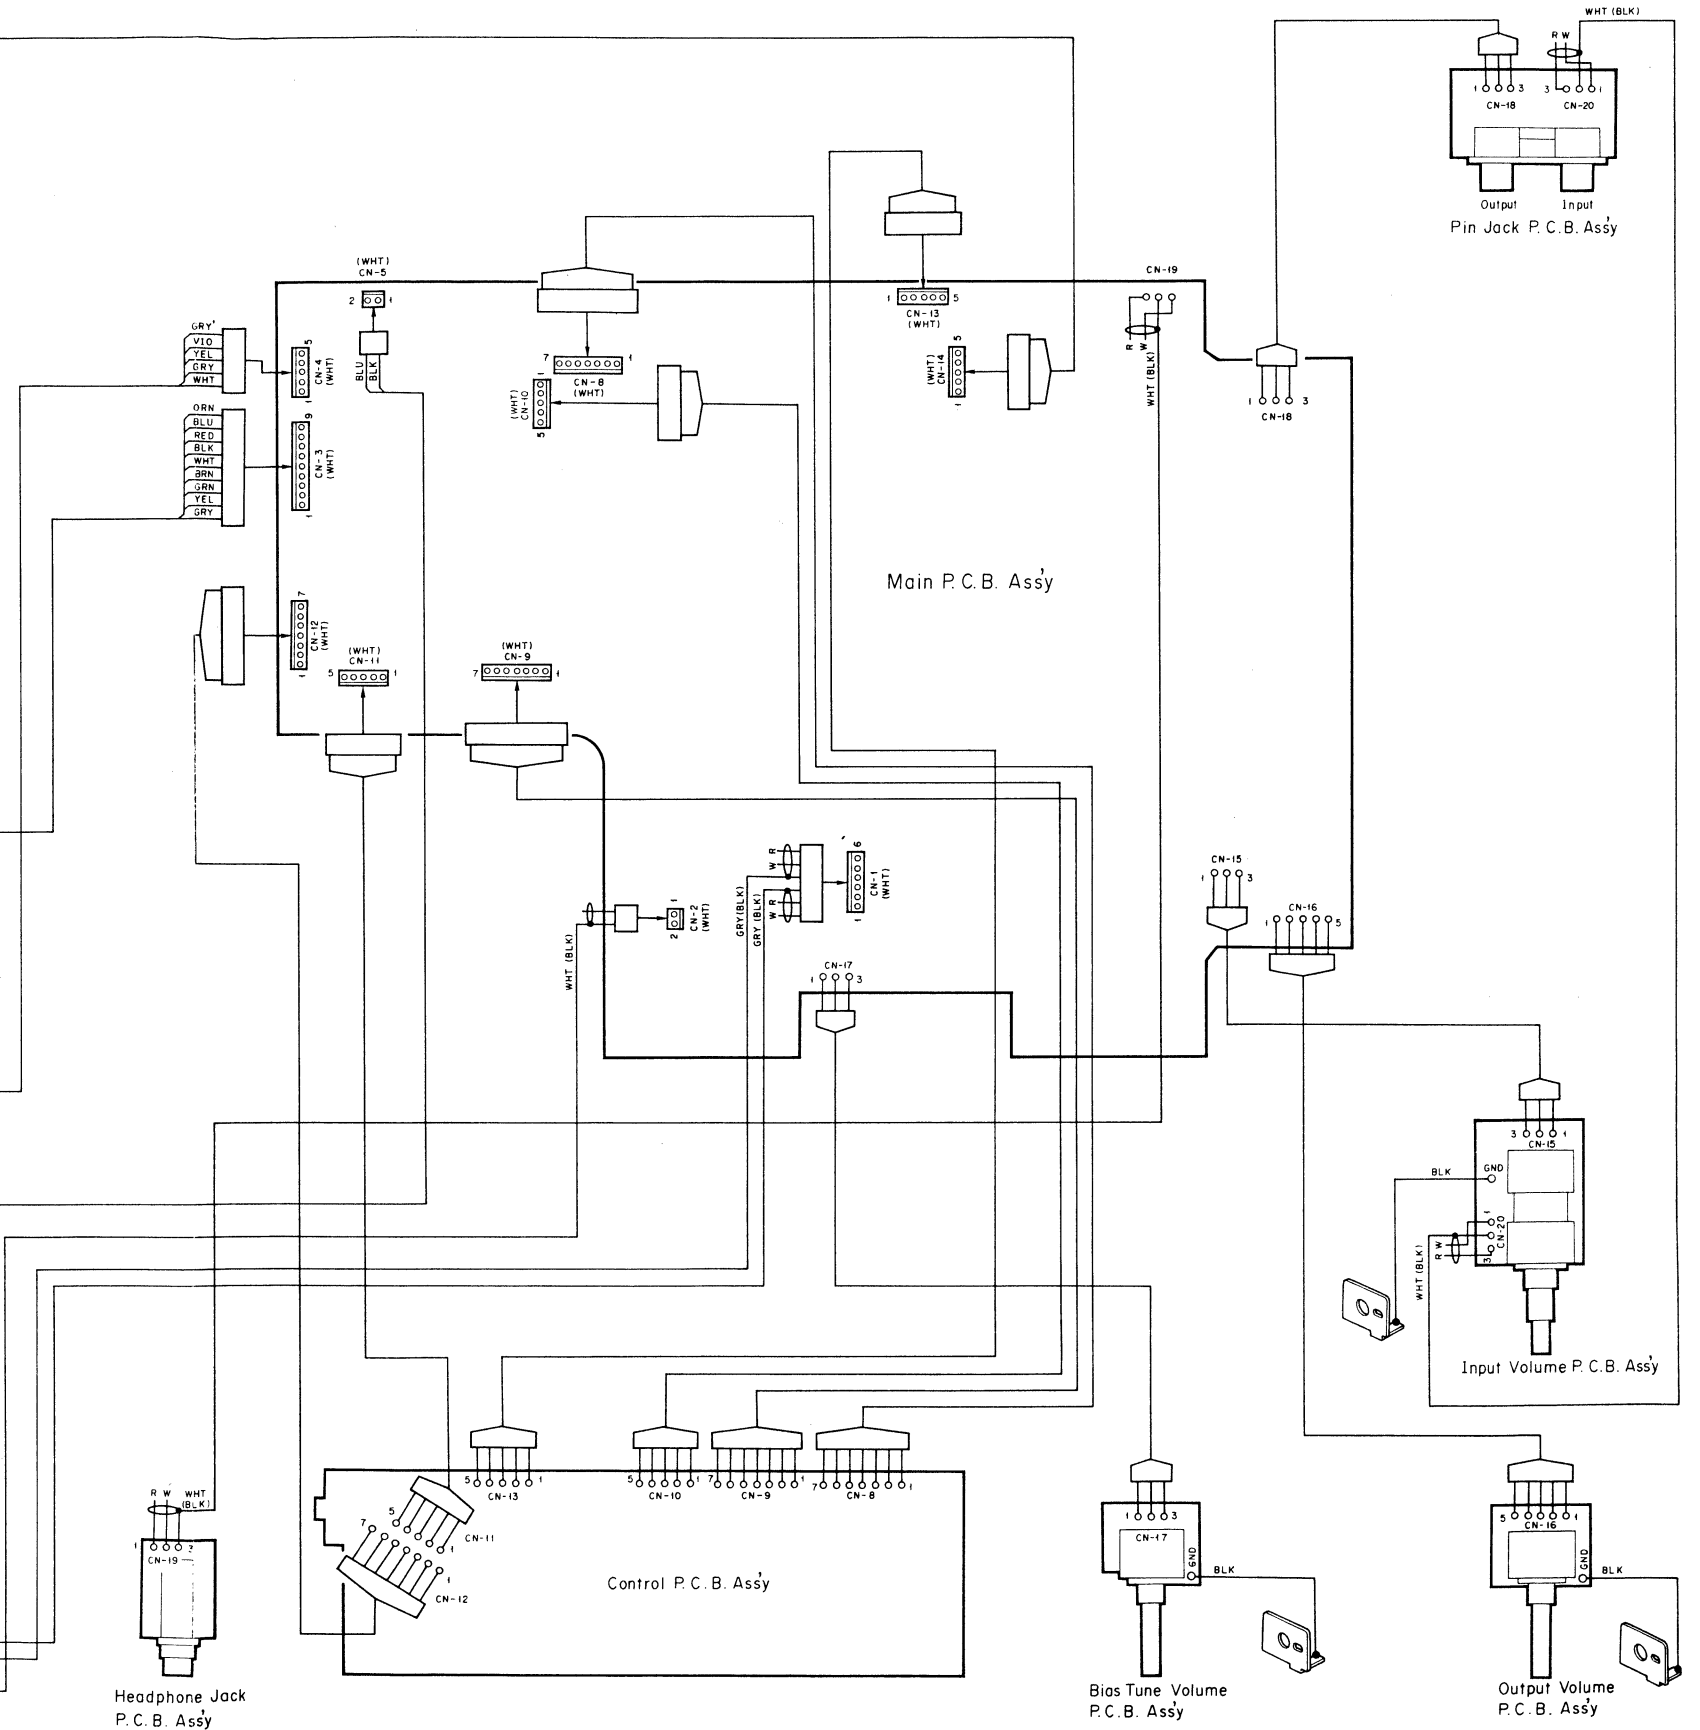 WHT (BLK)
R W
1 3 3 1
CN-18 CN-20
Output Input
Pin Jack P.C.B. Ass'y
(WHT)
CN-5
2 1
CN-19
R
W
WHT (BLK)
1 5
CN-13
(WHT)
GRY
VIO
YEL
GRY
WHT
5
CN-4
(WHT)
1
BLU
BLK
7 1
CN-8
(WHT)
1
(WHT)
CN-10
5
5
(WHT)
CN-14
1
1 3
CN-18
ORN
BLU
RED
BLK
WHT
BRN
GRN
YEL
GRY
9
CN-3
(WHT)
1
Main P.C.B. Ass'y
7
CN-12
(WHT)
1
(WHT)
CN-11
5 1
(WHT)
CN-9
7 1
R
W
GRY(BLK)
GRY (BLK)
R
W
6
CN-1
(WHT)
1
WHT (BLK)
1
CN-2
(WHT)
2
CN-17
1 3
CN-15
1 3
CN-16
1 5
3 1
CN-15
GND
BLK
1
CN-20
3
W
R
WHT (BLK)
Input Volume P.C.B. Ass'y
R W WHT
(BLK)
1 3
CN-19
Headphone Jack
P.C.B. Ass'y
5 1
CN-13
5 1
CN-10
7
CN-9
1
7 1
CN-8
5
CN-11
1
7
1
CN-12
Control P.C.B. Ass'y
1 3
CN-17
GND
BLK
Bias Tune Volume
P.C.B. Ass'y
5 1
CN-16
GND
BLK
Output Volume
P.C.B. Ass'y